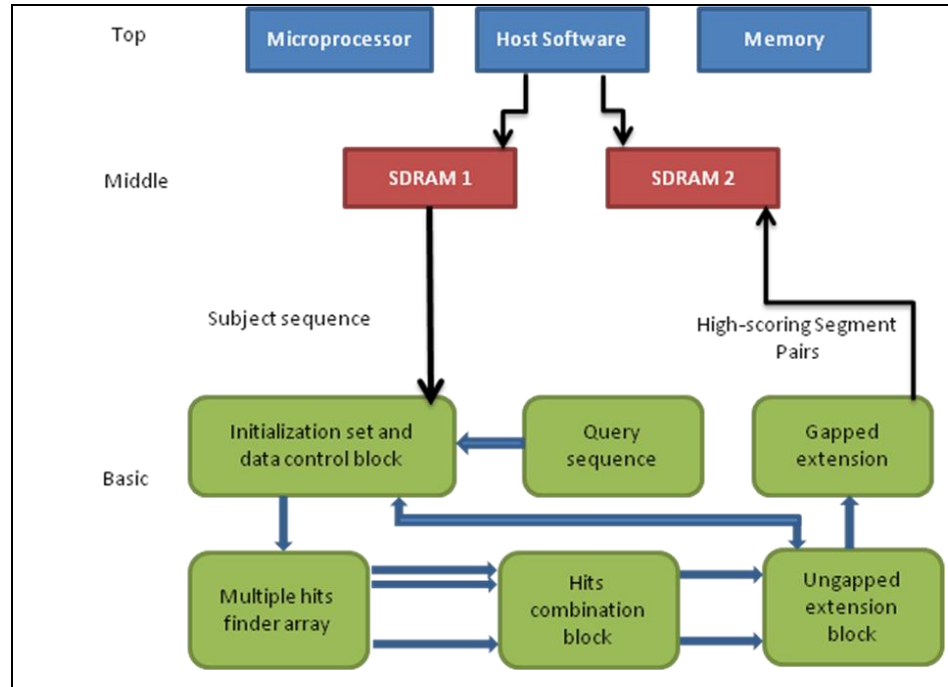 Top
Microprocessor
Host Software
Memory
Middle
SDRAM 1
SDRAM 2
Subject sequence
High-scoring Segment
Pairs
Basic
Initialization set and
data control block
Query
sequence
Gapped
extension
Multiple hits
finder array
Hits
combination
block
Ungapped
extension
block